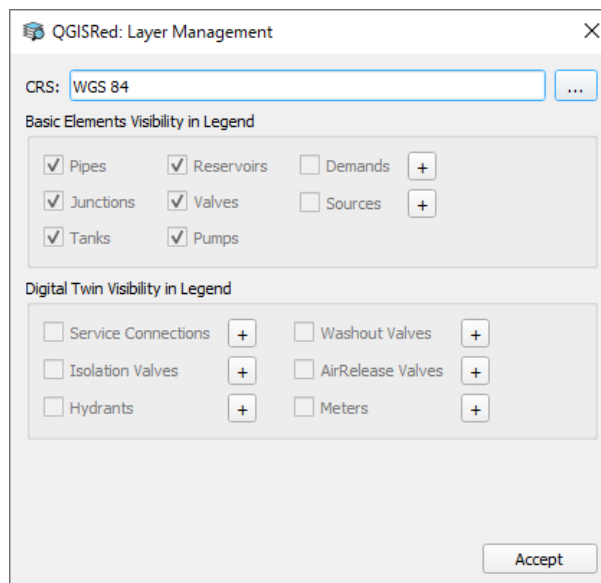 QGISRed: Layer Management
CRS: WGS 84 ...
Basic Elements Visibility in Legend
Pipes Reservoirs Demands +
Junctions Valves Sources +
Tanks Pumps
Digital Twin Visibility in Legend
Service Connections + Washout Valves +
Isolation Valves + AirRelease Valves +
Hydrants + Meters +
Accept